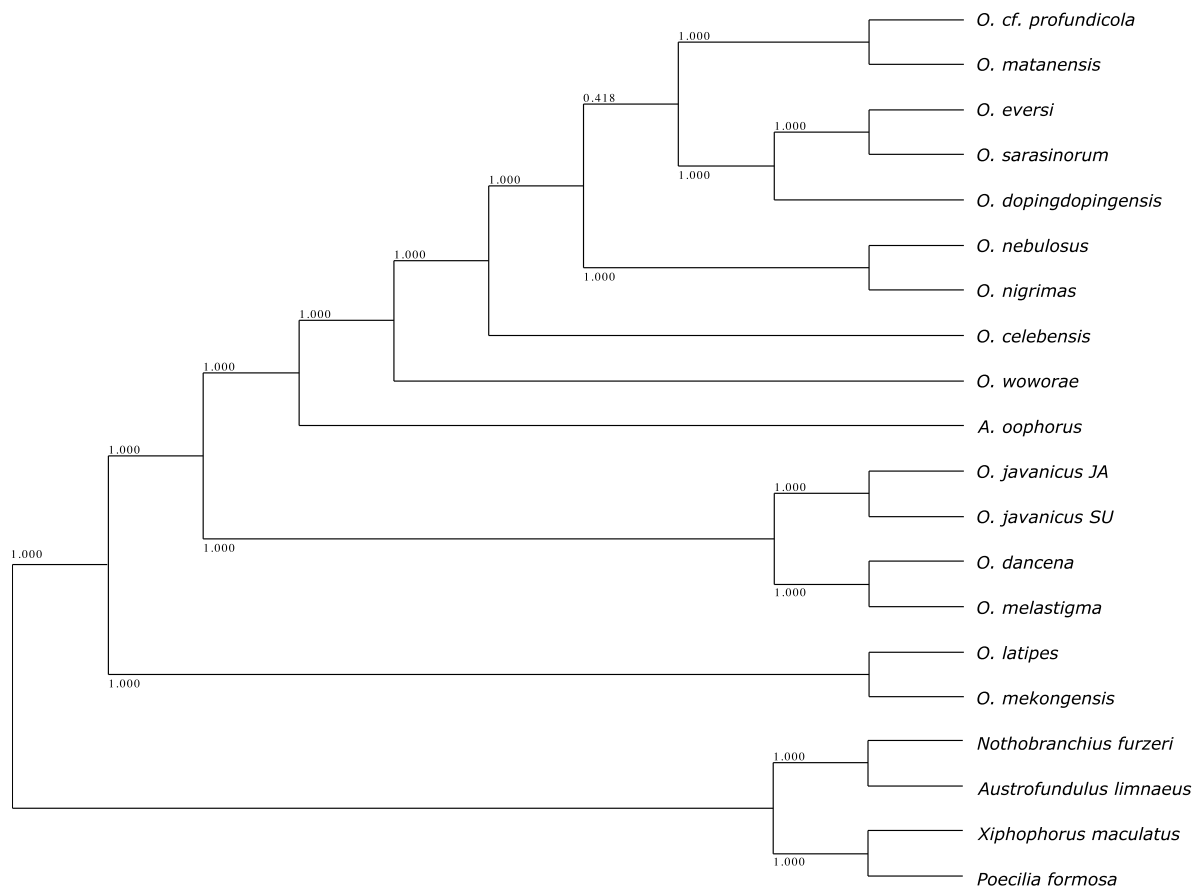 O. cf. profundicola
1.000
O. matanensis
0.418
O. eversi
1.000
O. sarasinorum
1.000
1.000
O. dopingdopingensis
O. nebulosus
1.000
1.000
O. nigrimas
1.000
O. celebensis
1.000
O. woworae
O. oophorus
1.000
O. javanicus JA
1.000
O. javanicus SU
1.000
1.000
O. dancena
1.000
O. melastigma
O. latipes
1.000
O. mekongensis
Nothobranchius furzeri
1.000
Austrofundulus limnaeus
Xiphophorus maculatus
1.000
Poecilia formosa